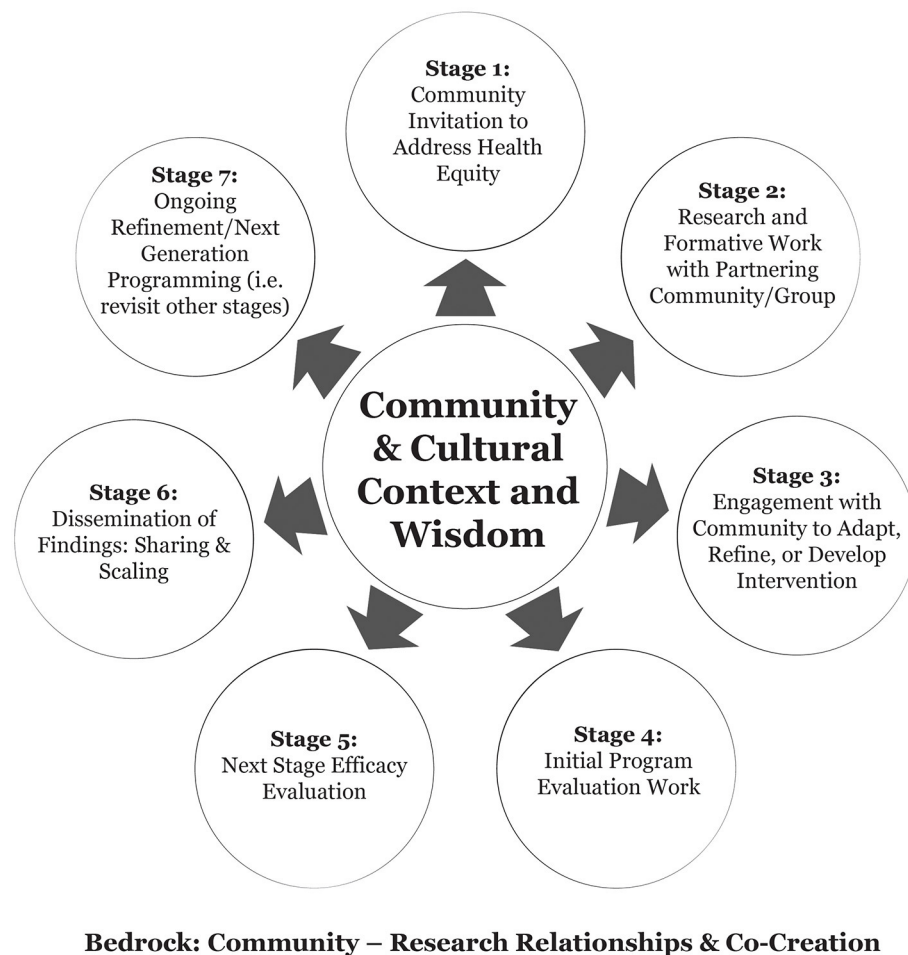 Stage 1:
Community
Invitation to
Address Health
Equity
Stage 2:
Research and
Formative Work
with Partnering
Community/Group
Stage 3:
Engagement with
Community to Adapt,
Refine, or Develop
Intervention
Stage 4:
Initial Program
Evaluation Work
Stage 5:
Next Stage Efficacy
Evaluation
Stage 6:
Dissemination of
Findings: Sharing &
Scaling
Stage 7:
Ongoing
Refinement/Next
Generation
Programming (i.e.
revisit other stages)
Community
& Cultural
Context and
Wisdom
Bedrock: Community – Research Relationships & Co-Creation